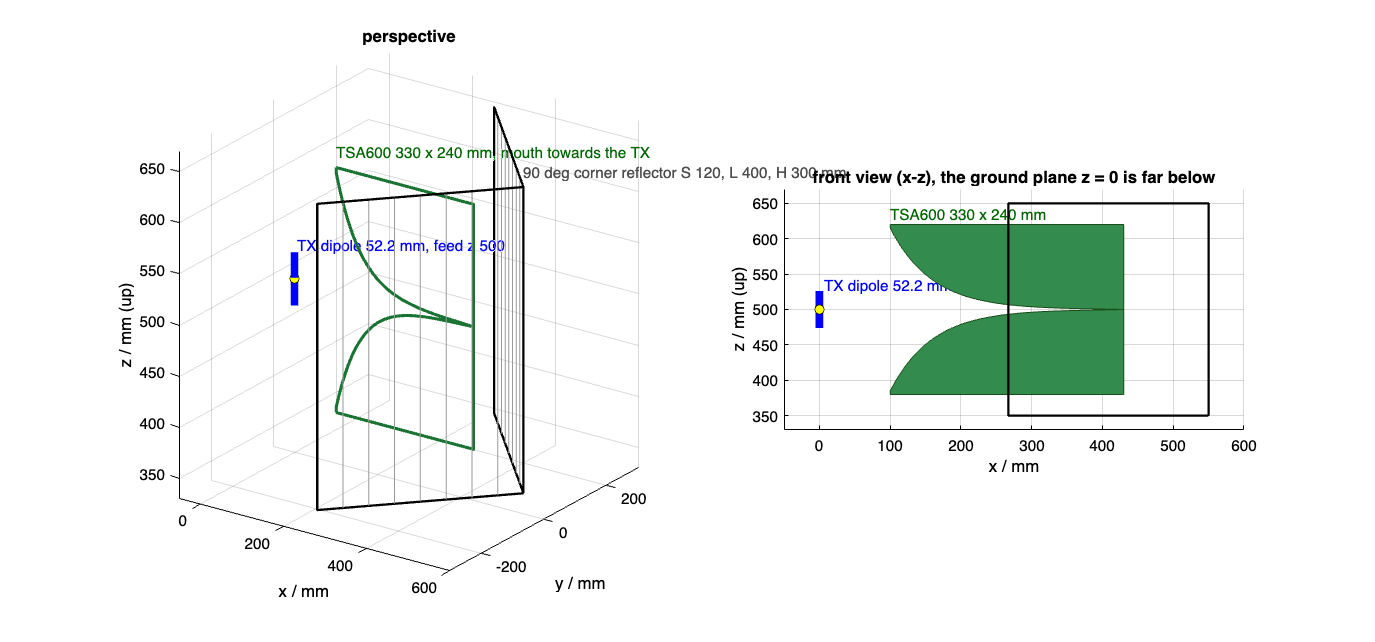 perspective
TSA600 330 x 240 mm, mouth towards the TX
90 deg corner reflector S 120, L 400, H 300 mm
TX dipole 52.2 mm, feed z 500
z / mm (up)
650
600
550
500
450
400
350
0
200
400
600
x / mm
-200
0
200
y / mm
front view (x-z), the ground plane z = 0 is far below
TSA600 330 x 240 mm
TX dipole 52.2 mm
z / mm (up)
650
600
550
500
450
400
350
0
100
200
300
400
500
600
x / mm